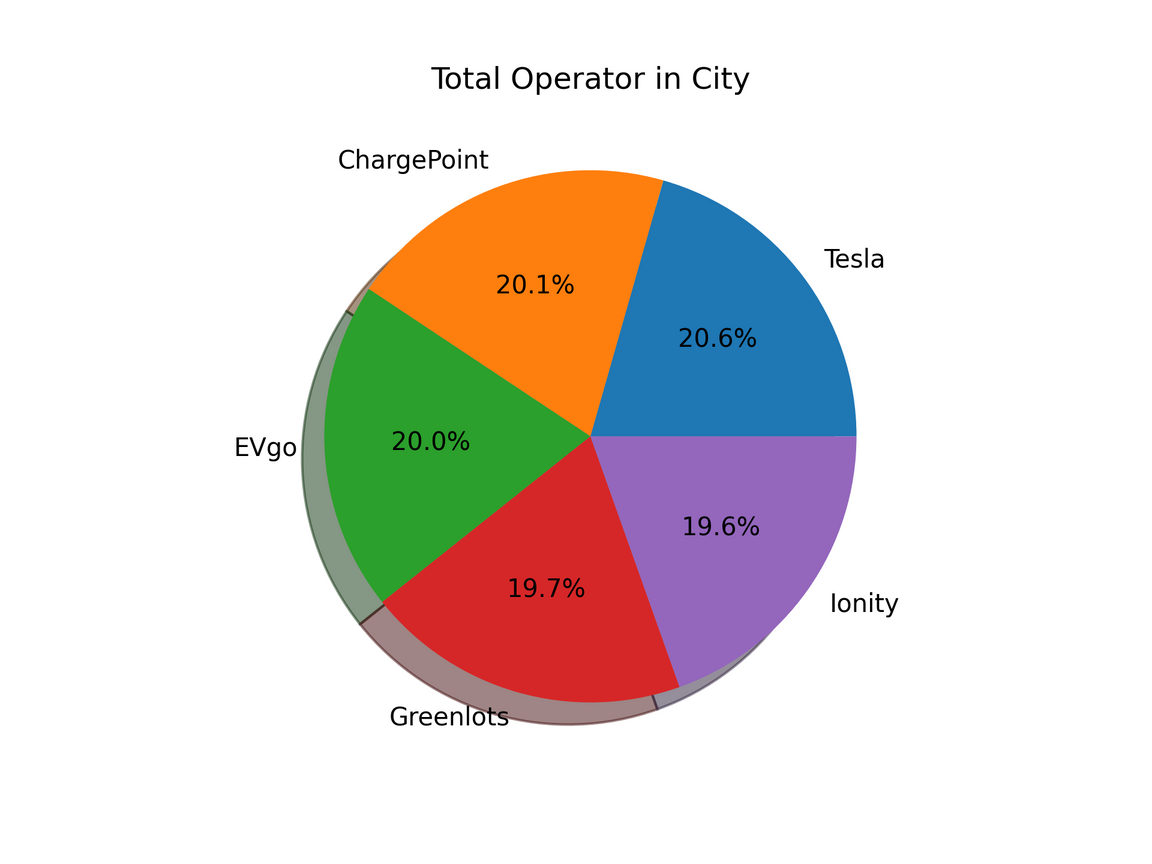 Total Operator in City
ChargePoint
Tesla
20.1%
20.6%
EVgo
20.0%
19.6%
19.7%
Ionity
Greenlots